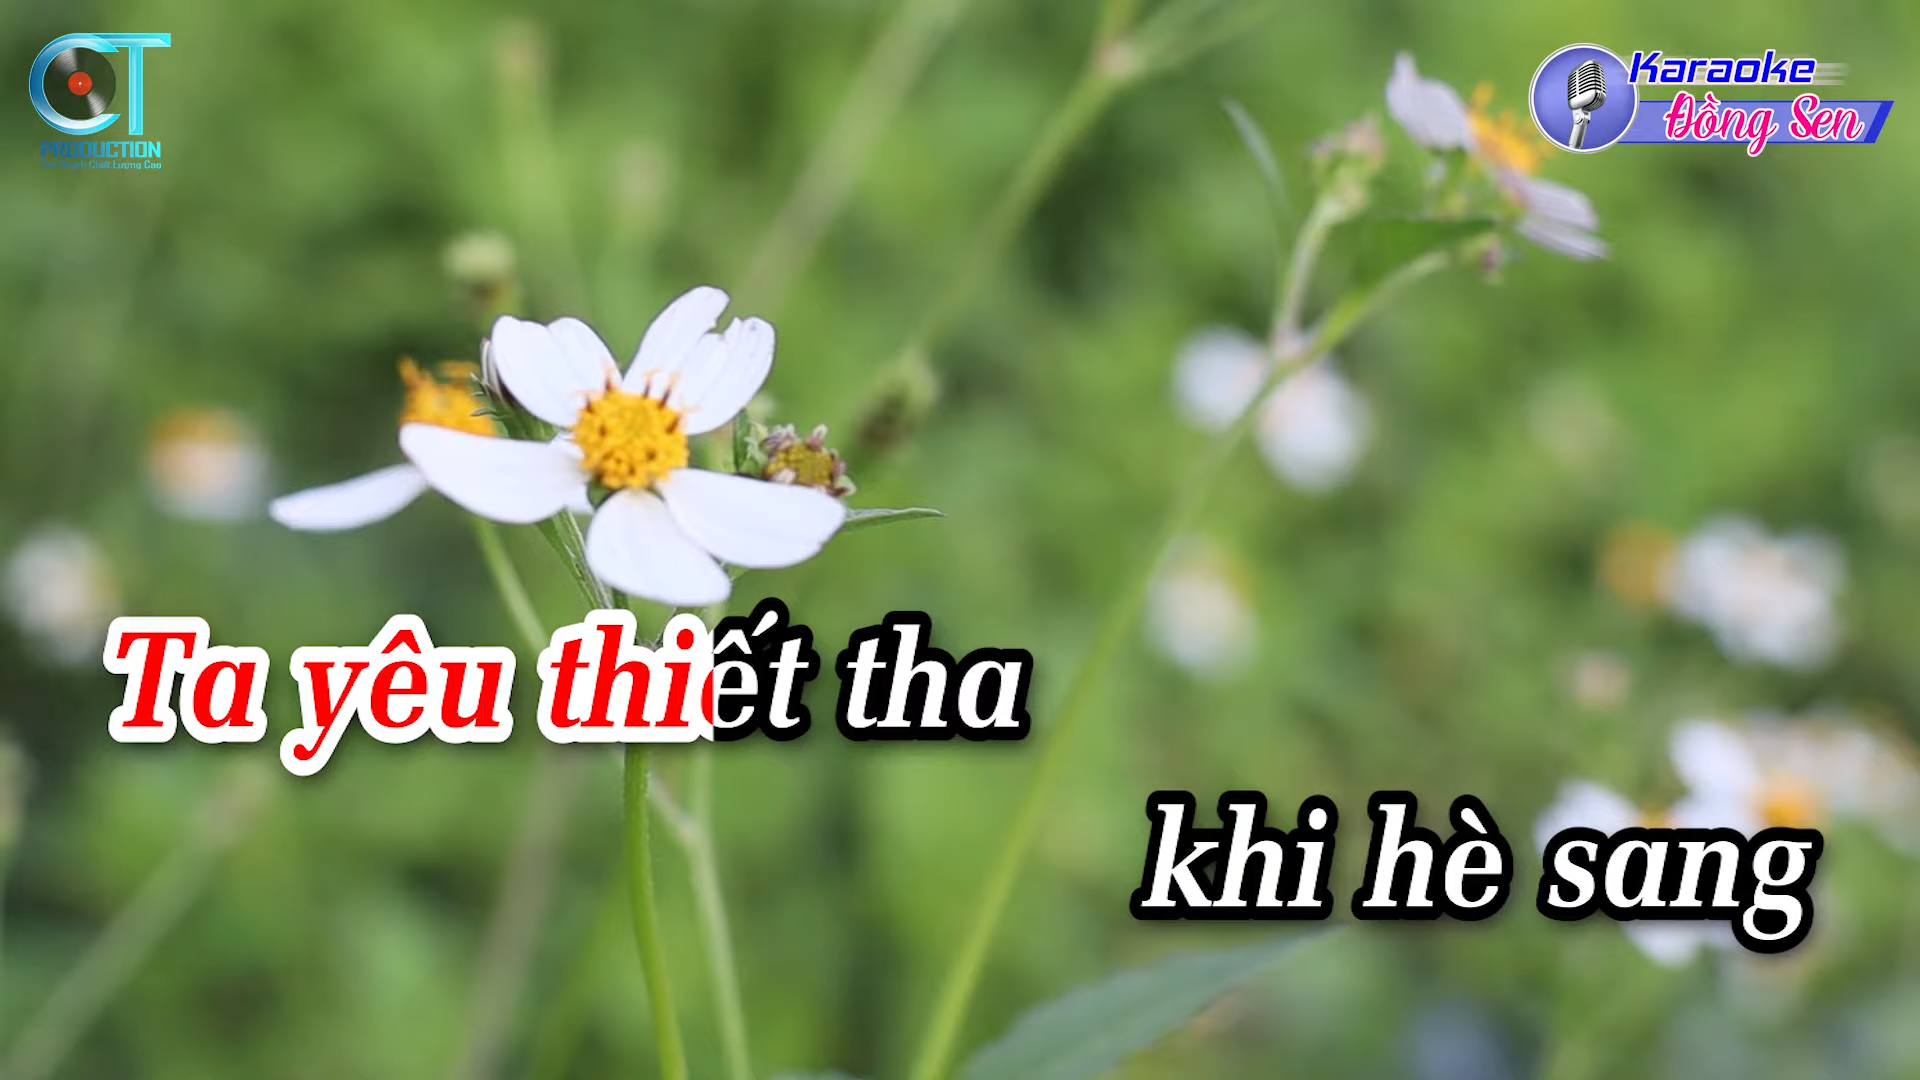 CT
PRODUCTION
Karaoke
Đồng Sen
Ta yêu thiết tha
khi hè sang